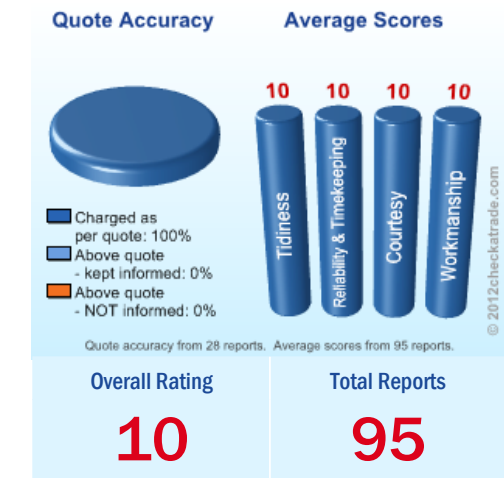 Quote Accuracy
Average Scores
10 10 10 10
Tidiness
Reliability & Timekeeping
Courtesy
Workmanship
Charged as
per quote: 100%
Above quote
- kept informed: 0%
Above quote
- NOT informed: 0%
© 2012checkatrade.com
Quote accuracy from 28 reports. Average scores from 95 reports.
Overall Rating
10
Total Reports
95